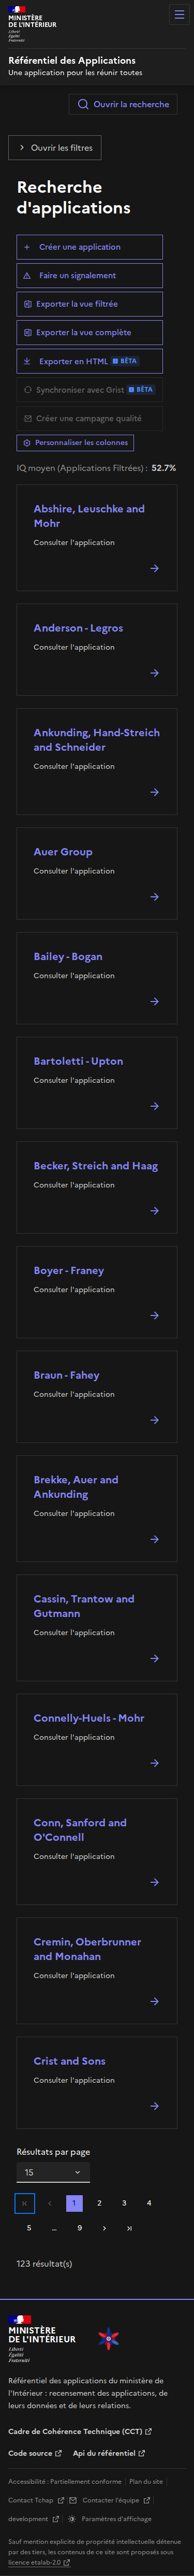 MINISTÈRE
DE L'INTÉRIEUR
Liberté
Égalité
Fraternité
Référentiel des Applications
Une application pour les réunir toutes
Ouvrir la recherche
Ouvrir les filtres
Recherche
d'applications
Créer une application
Faire un signalement
Exporter la vue filtrée
Exporter la vue complète
Exporter en HTML BÊTA
Synchroniser avec Grist BÊTA
Créer une campagne qualité
Personnaliser les colonnes
IQ moyen (Applications Filtrées) : 52.7%
Abshire, Leuschke and
Mohr
Consulter l'application
Anderson - Legros
Consulter l'application
Ankunding, Hand-Streich
and Schneider
Consulter l'application
Auer Group
Consulter l'application
Bailey - Bogan
Consulter l'application
Bartoletti - Upton
Consulter l'application
Becker, Streich and Haag
Consulter l'application
Boyer - Franey
Consulter l'application
Braun - Fahey
Consulter l'application
Brekke, Auer and
Ankunding
Consulter l'application
Cassin, Trantow and
Gutmann
Consulter l'application
Connelly-Huels - Mohr
Consulter l'application
Conn, Sanford and
O'Connell
Consulter l'application
Cremin, Oberbrunner
and Monahan
Consulter l'application
Crist and Sons
Consulter l'application
Résultats par page
15
1 2 3 4
5 … 9
123 résultat(s)
MINISTÈRE
DE L'INTÉRIEUR
Liberté
Égalité
Fraternité
Référentiel des applications du ministère de
l'Intérieur : recensement des applications, de
leurs données et de leurs relations.
Cadre de Cohérence Technique (CCT)
Code source Api du référentiel
Accessibilité : Partiellement conforme Plan du site
Contact Tchap Contacter l'équipe
development Paramètres d'affichage
Sauf mention explicite de propriété intellectuelle détenue
par des tiers, les contenus de ce site sont proposés sous
licence etalab-2.0